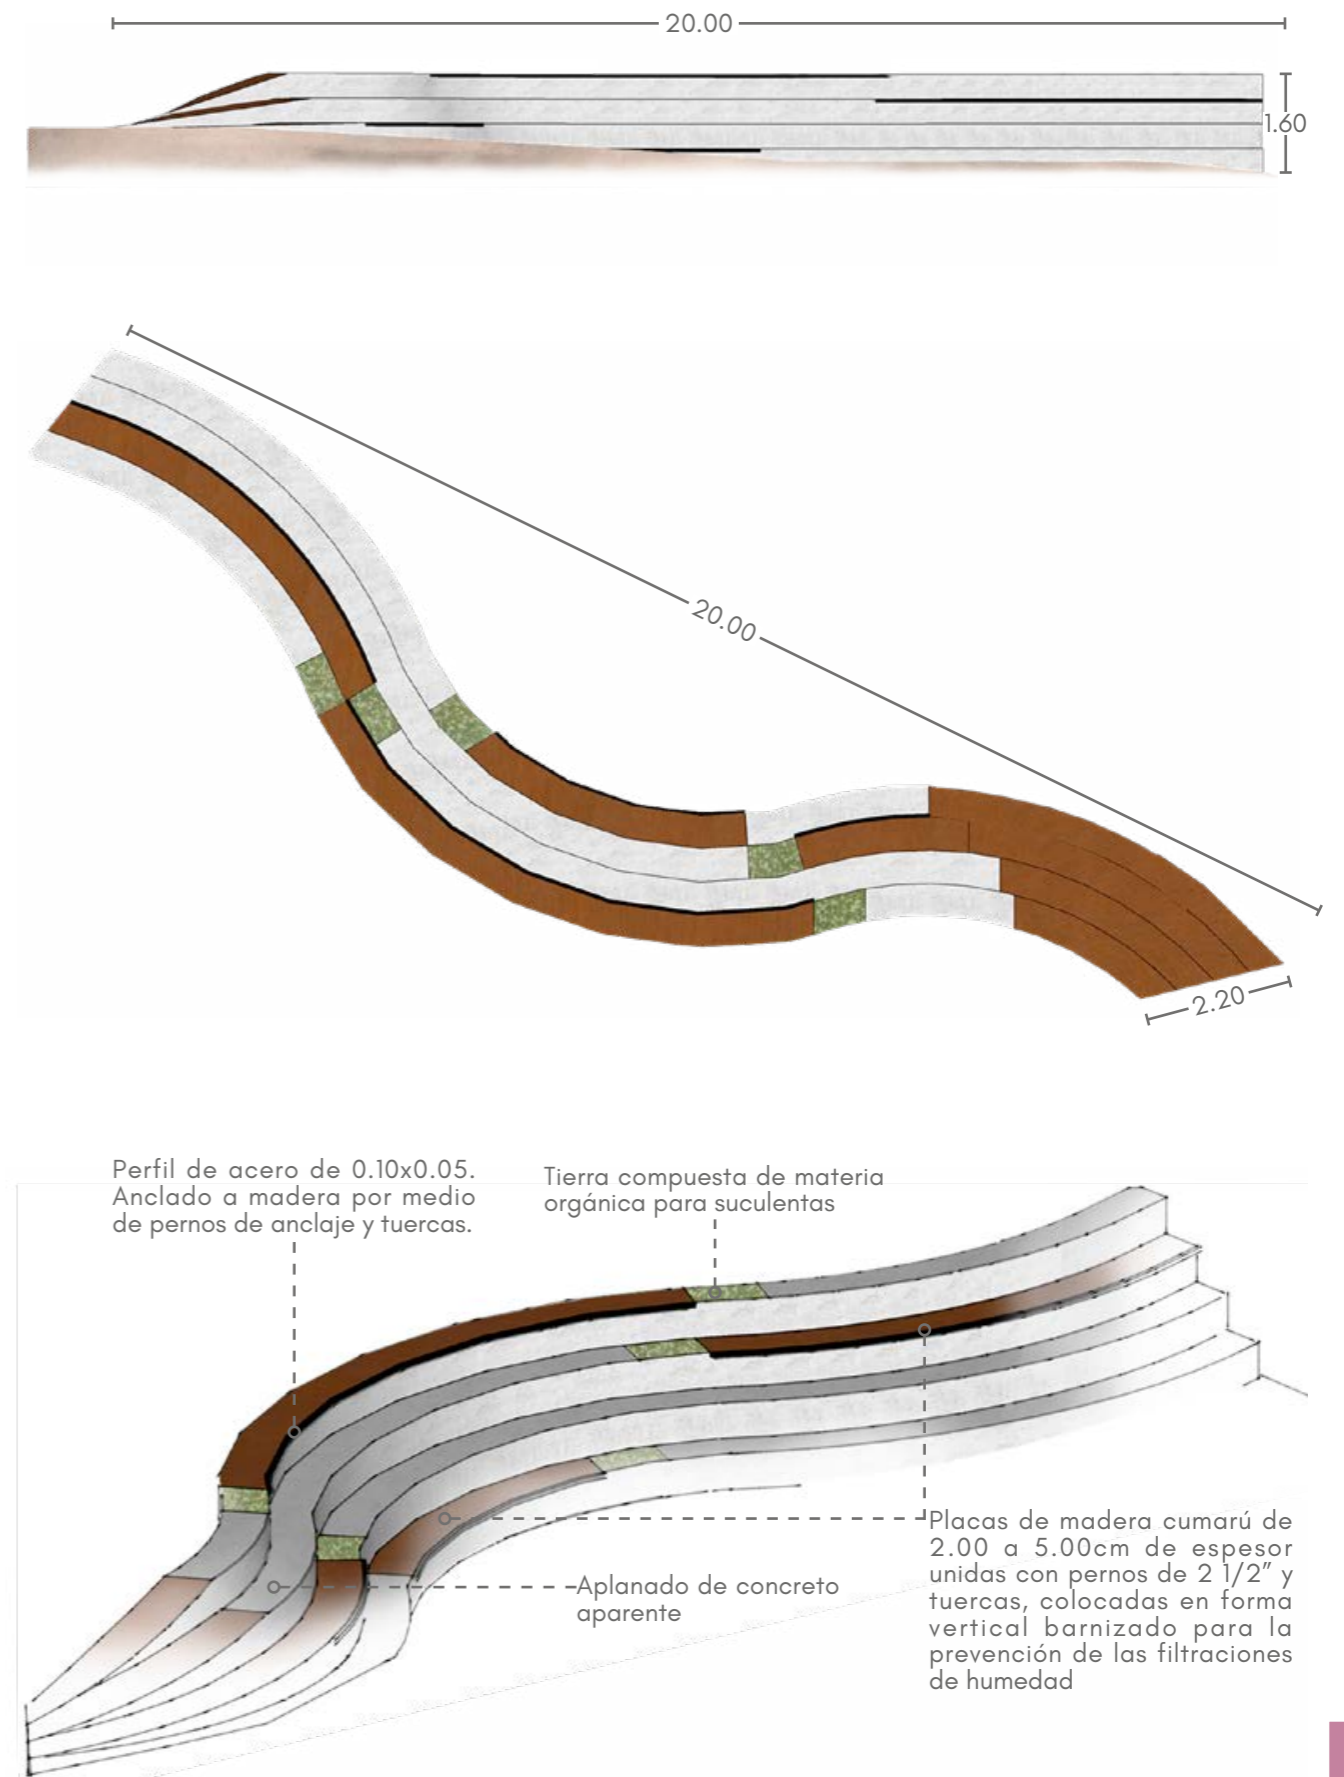 20.00
1.60
20.00
2.20
Perfil de acero de 0.10x0.05.
Anclado a madera por medio
de pernos de anclaje y tuercas.
Tierra compuesta de materia
orgánica para suculentas
Placas de madera cumarú de
2.00 a 5.00cm de espesor
unidas con pernos de 2 1/2” y
tuercas, colocadas en forma
vertical barnizado para la
prevención de las filtraciones
de humedad
Aplanado de concreto
aparente